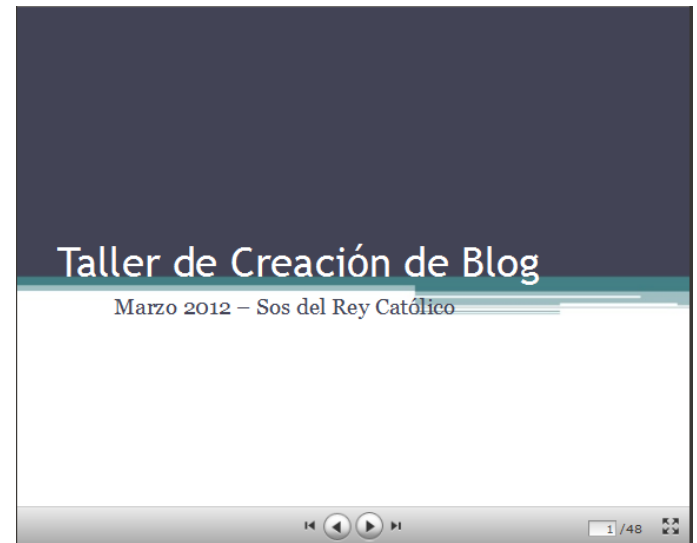 Taller de Creación de Blog
Marzo 2012 – Sos del Rey Católico
1 /48